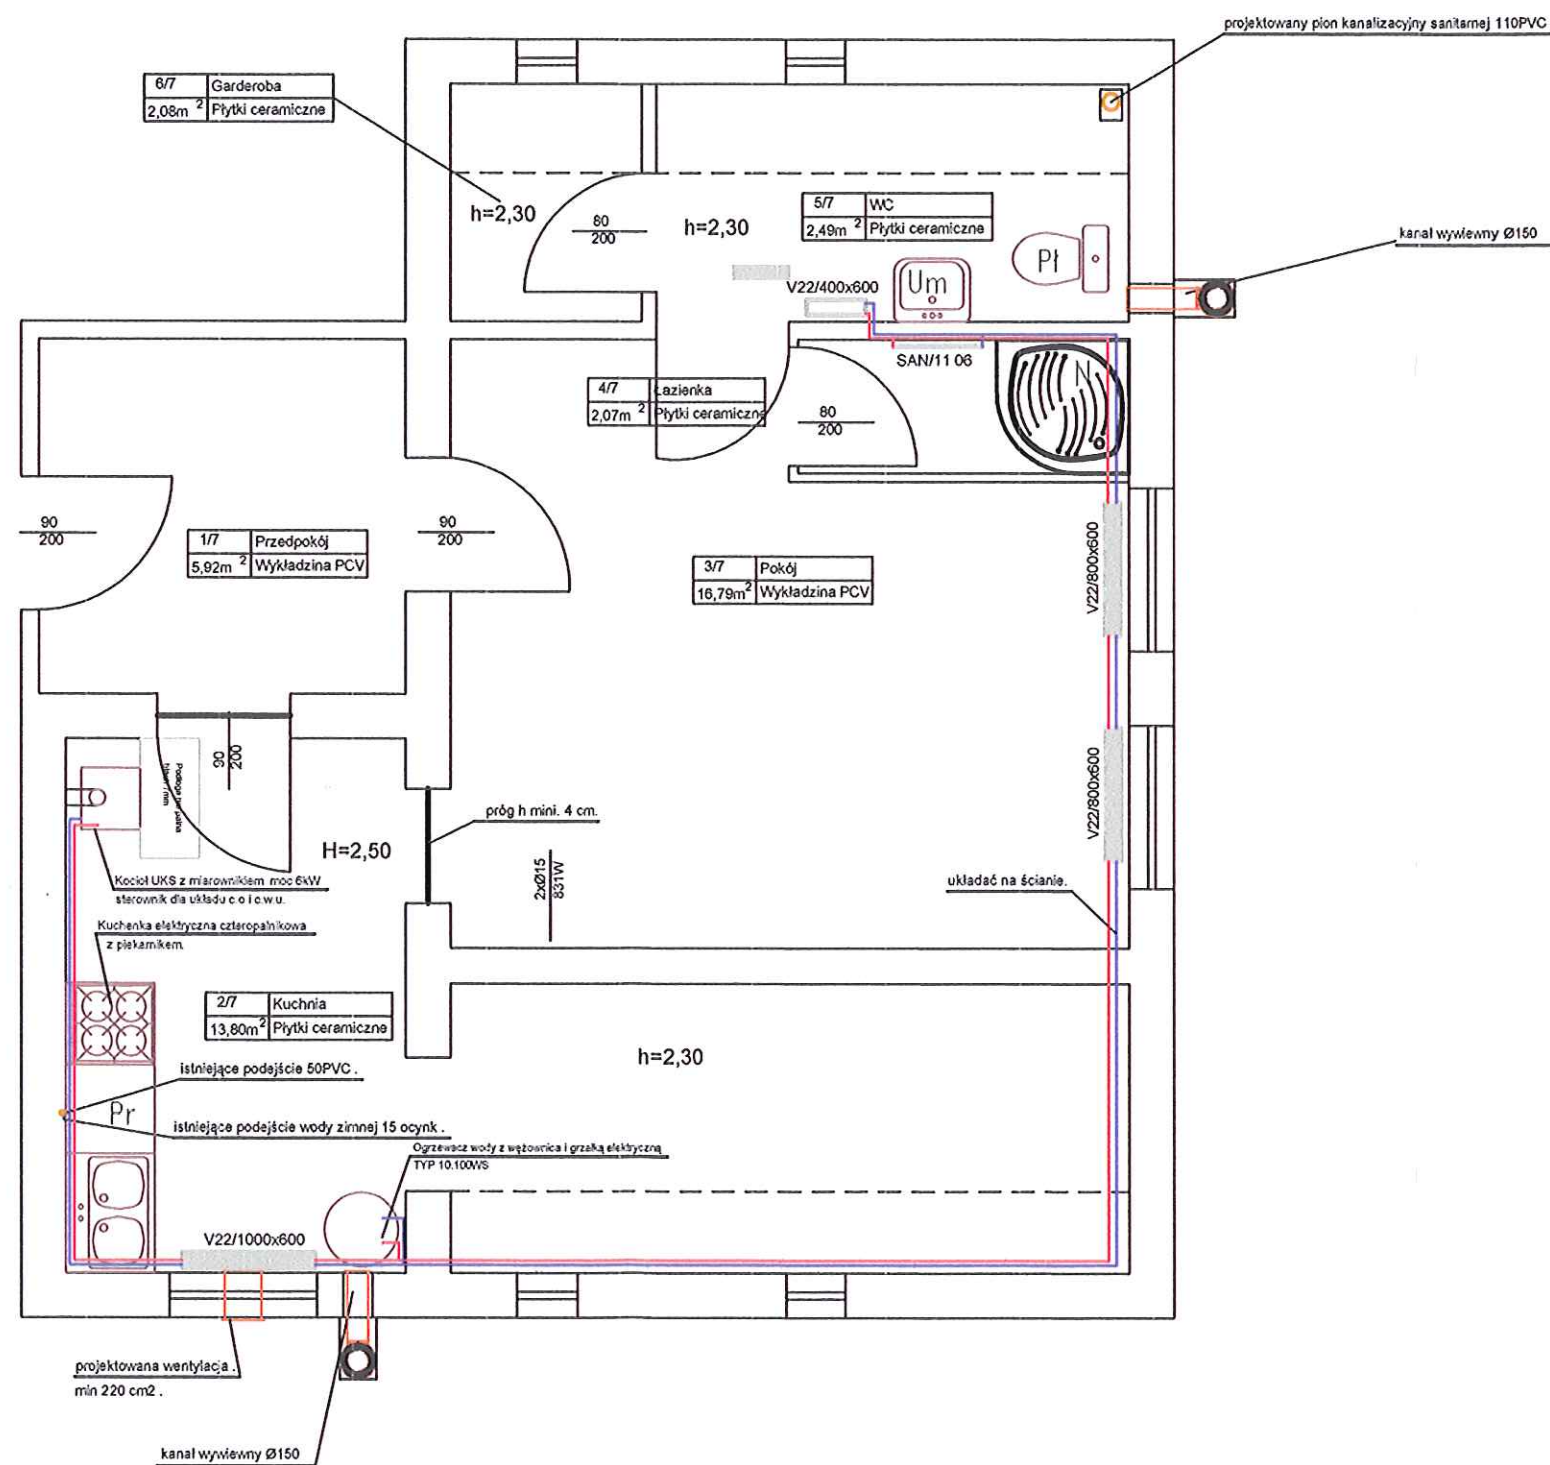 projektowany pion kanalizacyjny sanitarnej 110PVC
6/7 Garderoba
2,08m 2 Płytki ceramiczne
h=2,30
80
200
h=2,30
5/7 WC
2,49m 2 Płytki ceramiczne
kanał wywiewny Ø150
Um
Pł
V22/400x600
SAN/11 06
N
4/7 Łazienka
2,07m 2 Płytki ceramiczne
80
200
90
200
90
200
1/7 Przedpokój
5,92m 2 Wykładzina PCV
3/7 Pokój
16,79m2 Wykładzina PCV
V22/800x600
90
200
V22/800x600
próg h mini. 4 cm.
H=2,50
2xØ15
831W
układać na ścianie.
Kocioł UKS z miarownikiem moc 6kW
sterownik dla układu c.o i c.w.u.
Kuchenka elektryczna czteropalnikowa
z piekarnikem.
2/7 Kuchnia
13,80m2 Płytki ceramiczne
h=2,30
istniejące podejście 50PVC .
Pr
istniejące podejście wody zimnej 15 ocynk .
Ogrzewacz wody z wężownica i grzałką elektryczną
TYP 10.100WS
V22/1000x600
projektowana wentylacja .
min 220 cm2 .
kanał wywiewny Ø150